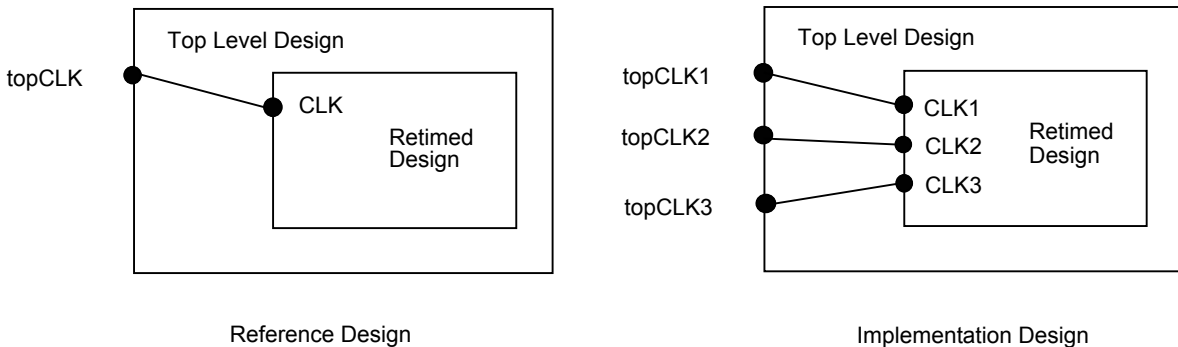 Top Level Design
topCLK
CLK
Retimed
Design
Reference Design
Top Level Design
topCLK1
CLK1
topCLK2
CLK2
Retimed
Design
CLK3
topCLK3
Implementation Design